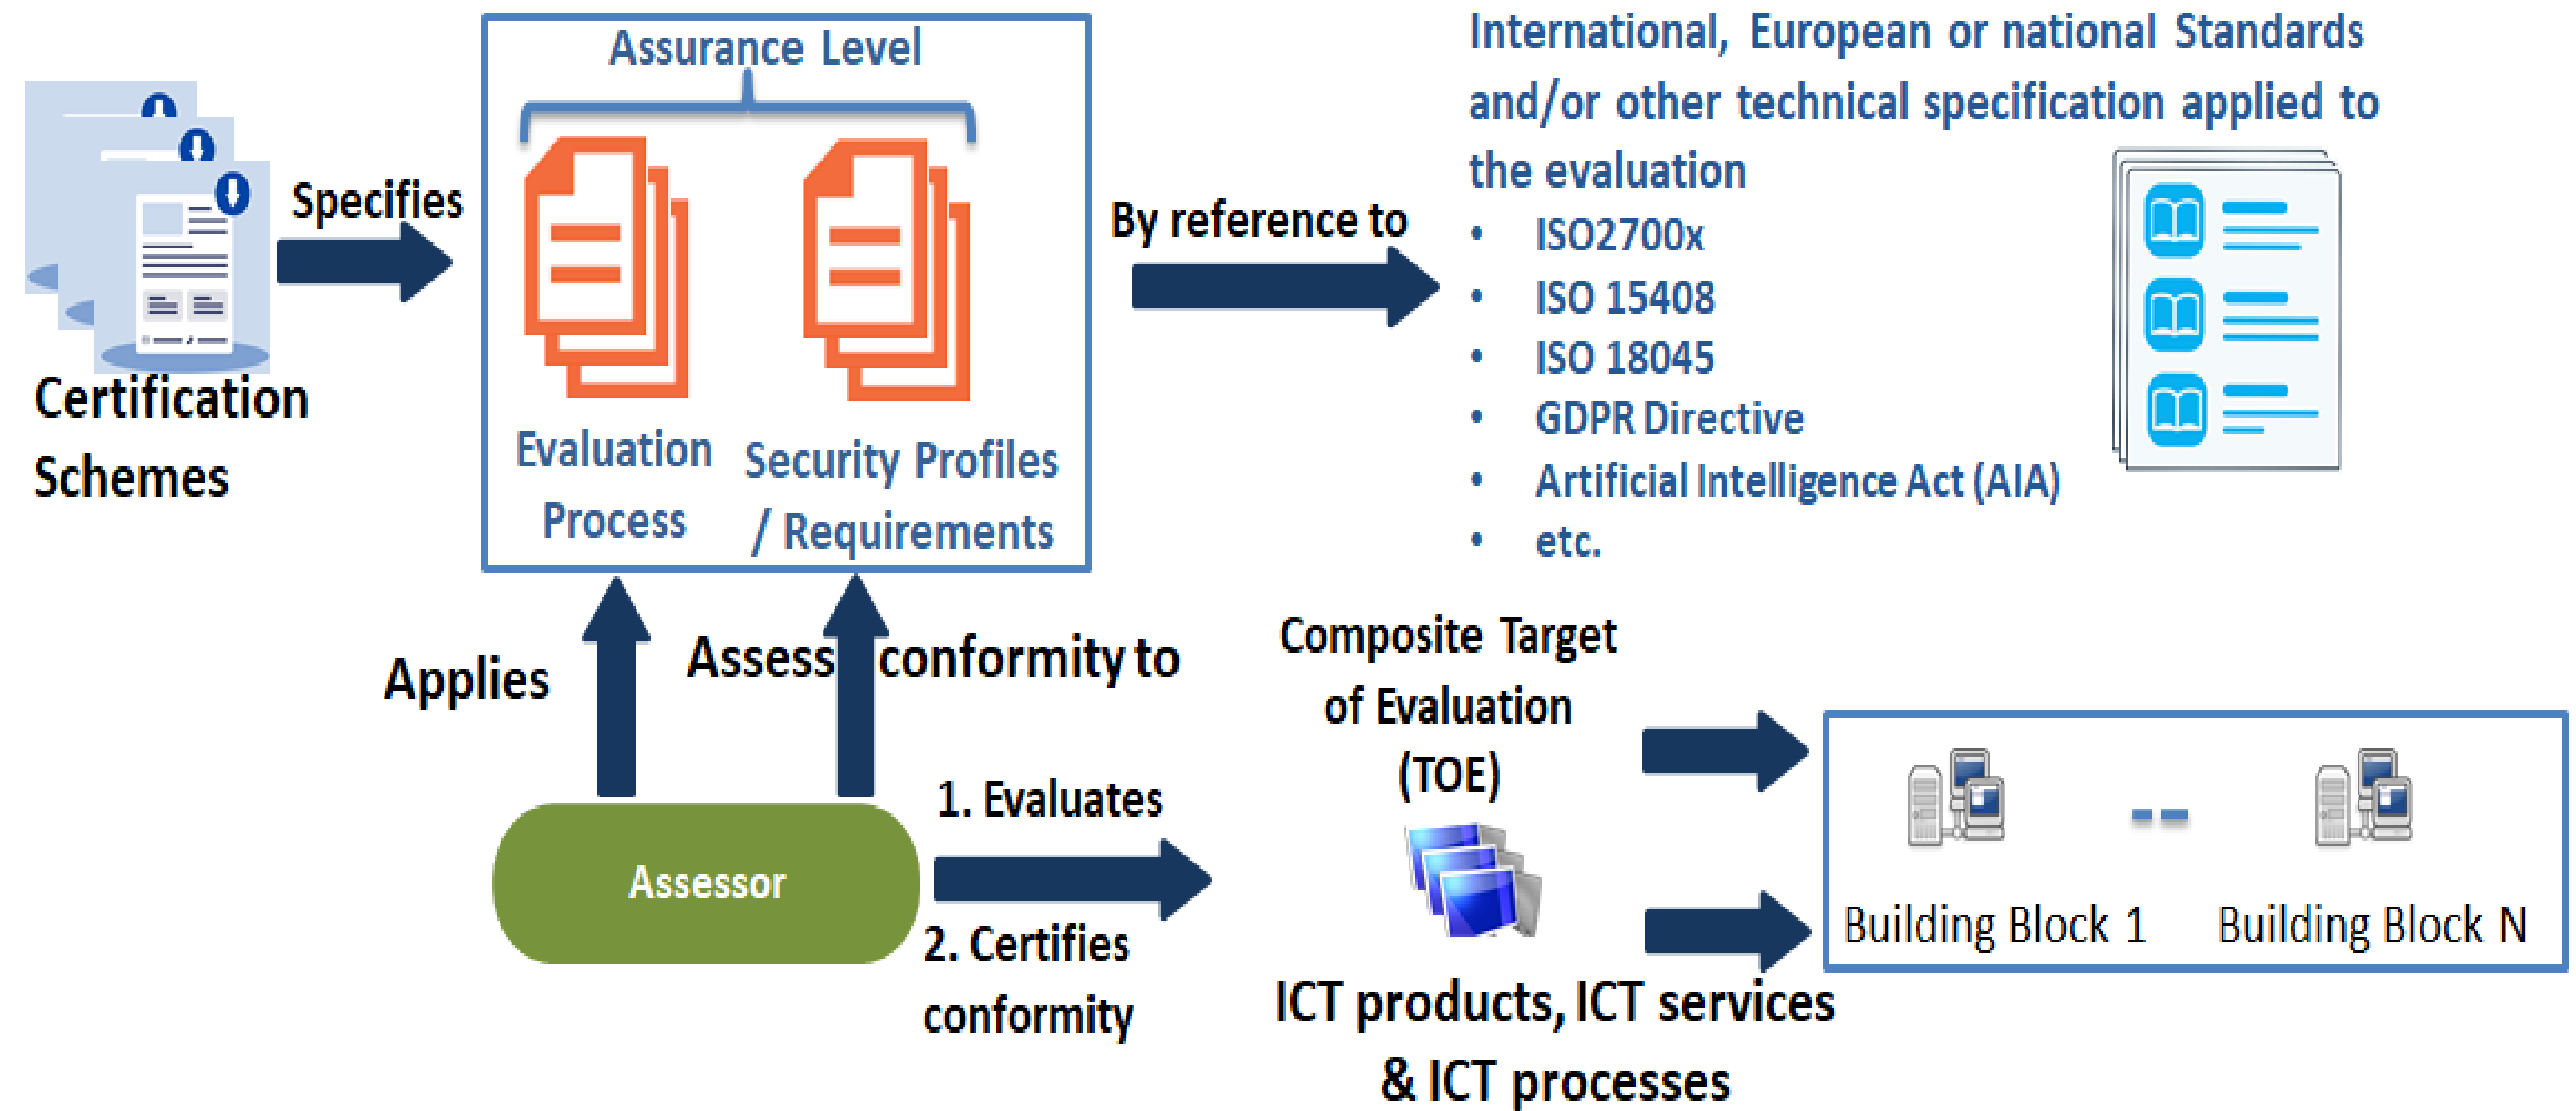 Assurance Level
Specifies
Certification
Schemes
Evaluation
Process
Security Profiles
/ Requirements
By reference to
International, European or national Standards
and/or other technical specification applied to
the evaluation
• ISO2700x
• ISO 15408
• ISO 18045
• GDPR Directive
• Artificial Intelligence Act (AIA)
• etc.
Applies
Assess conformity to
Assessor
1. Evaluates
2. Certifies
conformity
Composite Target
of Evaluation
(TOE)
ICT products, ICT services
& ICT processes
Building Block 1
Building Block N